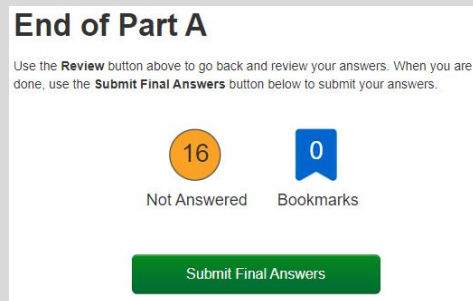 End of Part A
Use the Review button above to go back and review your answers. When you are
done, use the Submit Final Answers button below to submit your answers.
16
0
Not Answered
Bookmarks
Submit Final Answers